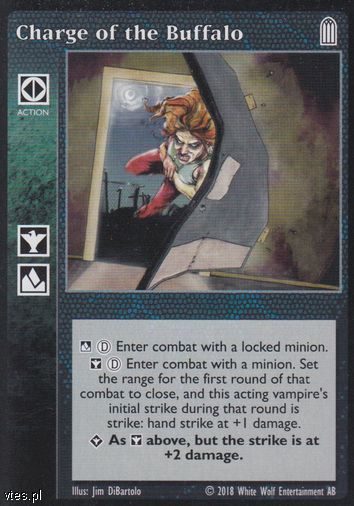 Charge of the Buffalo
ACTION
D Enter combat with a locked minion.
D Enter combat with a minion. Set
the range for the first round of that
combat to close, and this acting vampire's
initial strike during that round is
strike: hand strike at +1 damage.
As above, but the strike is at
+2 damage.
Illus: Jim DiBartolo
© 2018 White Wolf Entertainment AB
vtes.pl